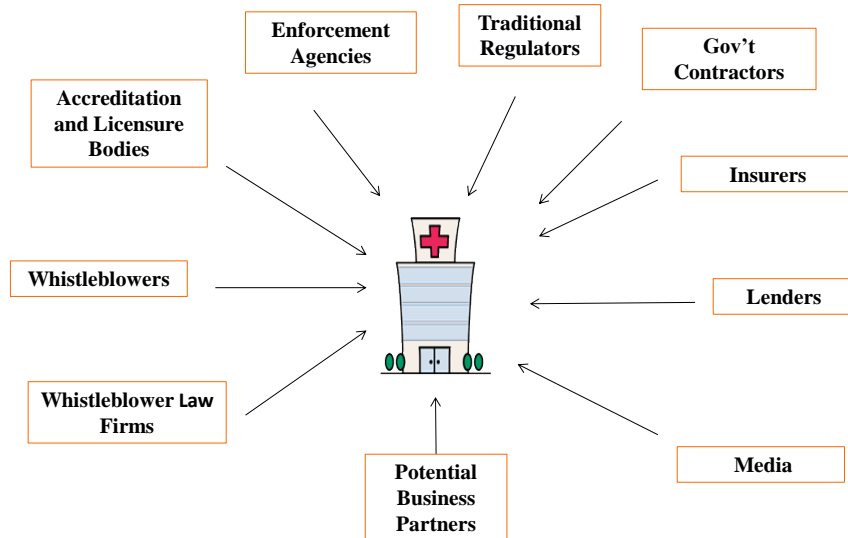 Enforcement
Agencies
Traditional
Regulators
Gov't
Contractors
Accreditation
and Licensure
Bodies
Insurers
Whistleblowers
Lenders
Whistleblower Law
Firms
Potential
Business
Partners
Media